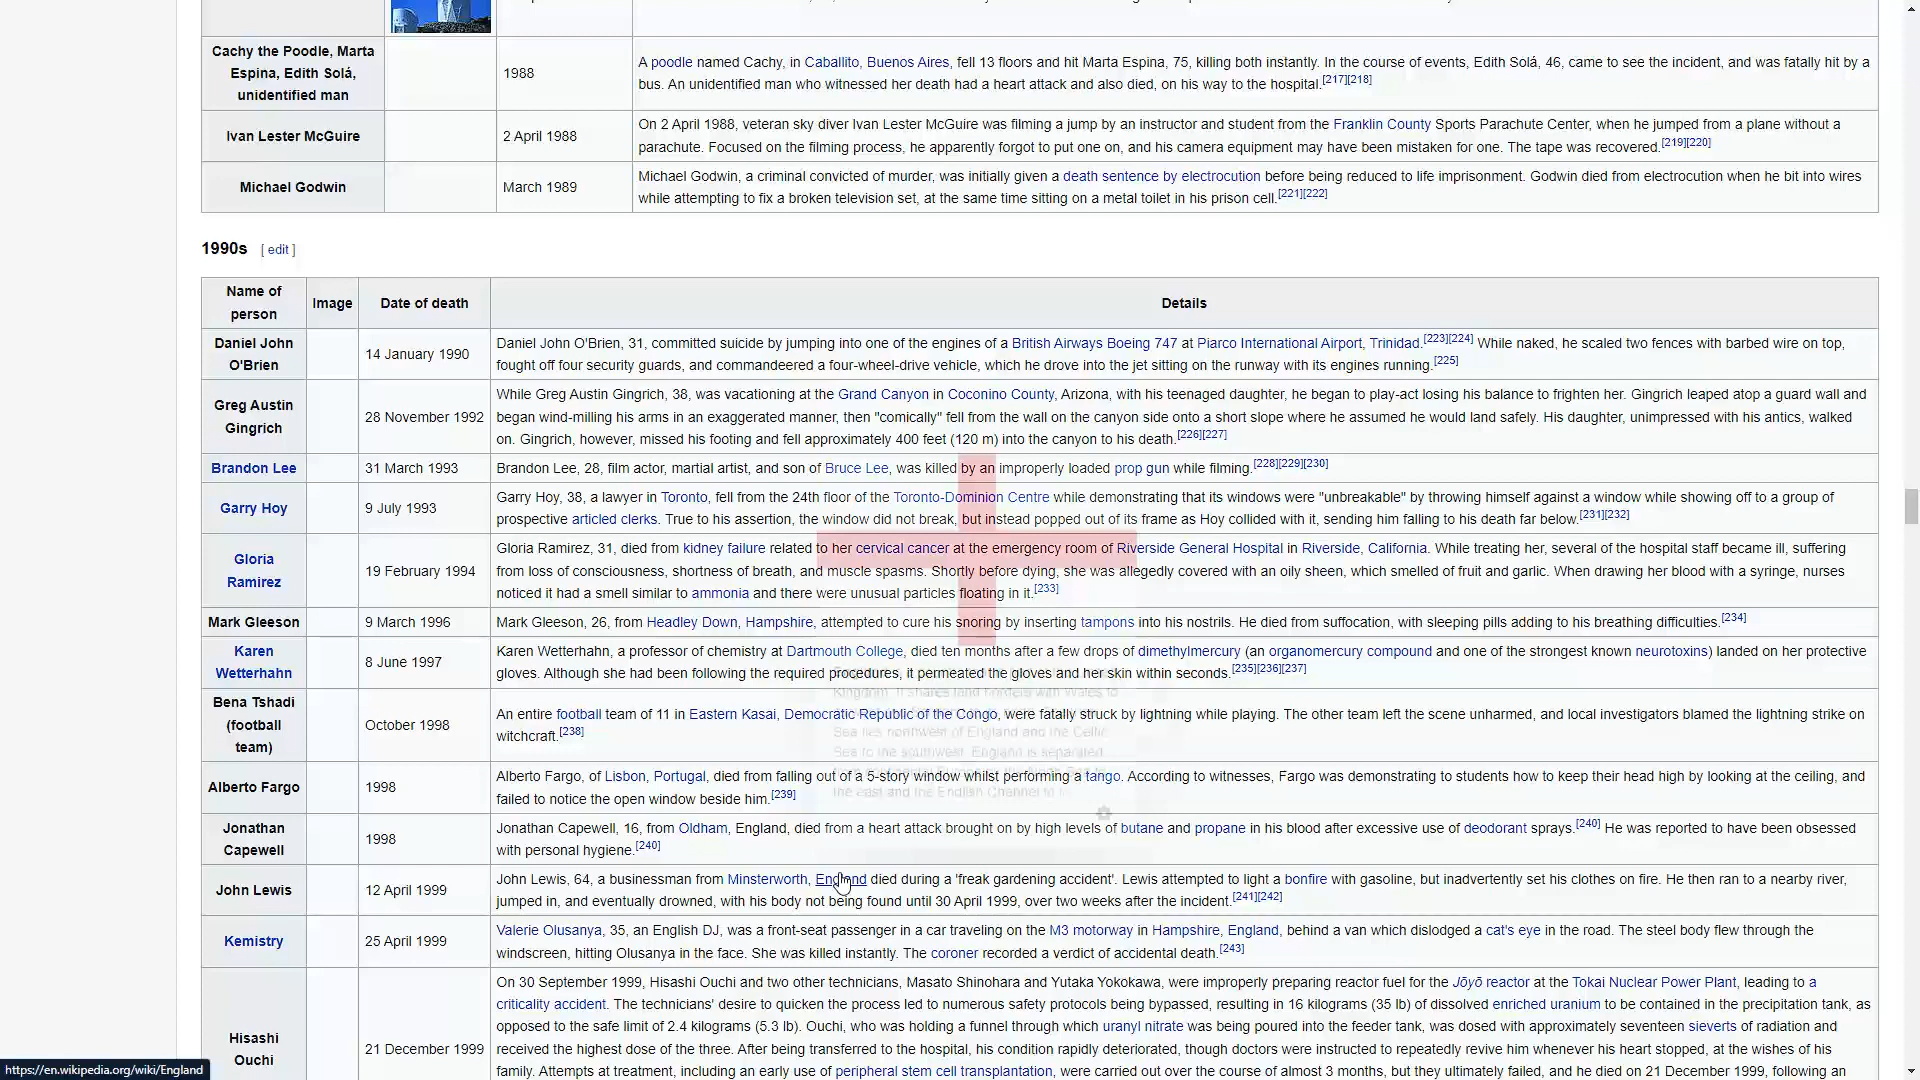 Cachy the Poodle, Marta
Espina, Edith Solá,
unidentified man
1988
A poodle named Cachy, in Caballito, Buenos Aires, fell 13 floors and hit Marta Espina, 75, killing both instantly. In the course of events, Edith Solá, 46, came to see the incident, and was fatally hit by a
bus. An unidentified man who witnessed her death had a heart attack and also died, on his way to the hospital.[217][218]
Ivan Lester McGuire
2 April 1988
On 2 April 1988, veteran sky diver Ivan Lester McGuire was filming a jump by an instructor and student from the Franklin County Sports Parachute Center, when he jumped from a plane without a
parachute. Focused on the filming process, he apparently forgot to put one on, and his camera equipment may have been mistaken for one. The tape was recovered.[219][220]
Michael Godwin
March 1989
Michael Godwin, a criminal convicted of murder, was initially given a death sentence by electrocution before being reduced to life imprisonment. Godwin died from electrocution when he bit into wires
while attempting to fix a broken television set, at the same time sitting on a metal toilet in his prison cell.[221][222]
1990s [ edit ]
Name of
person
Image
Date of death
Details
Daniel John
O'Brien
14 January 1990
Daniel John O'Brien, 31, committed suicide by jumping into one of the engines of a British Airways Boeing 747 at Piarco International Airport, Trinidad.[223][224] While naked, he scaled two fences with barbed wire on top,
fought off four security guards, and commandeered a four-wheel-drive vehicle, which he drove into the jet sitting on the runway with its engines running.[225]
Greg Austin
Gingrich
28 November 1992
While Greg Austin Gingrich, 38, was vacationing at the Grand Canyon in Coconino County, Arizona, with his teenaged daughter, he began to play-act losing his balance to frighten her. Gingrich leaped atop a guard wall and
began wind-milling his arms in an exaggerated manner, then "comically" fell from the wall on the canyon side onto a short slope where he assumed he would land safely. His daughter, unimpressed with his antics, walked
on. Gingrich, however, missed his footing and fell approximately 400 feet (120 m) into the canyon to his death.[226][227]
Brandon Lee
31 March 1993
Brandon Lee, 28, film actor, martial artist, and son of Bruce Lee, was killed by an improperly loaded prop gun while filming.[228][229][230]
Garry Hoy
9 July 1993
Garry Hoy, 38, a lawyer in Toronto, fell from the 24th floor of the Toronto-Dominion Centre while demonstrating that its windows were "unbreakable" by throwing himself against a window while showing off to a group of
prospective articled clerks. True to his assertion, the window did not break, but instead popped out of its frame as Hoy collided with it, sending him falling to his death far below.[231][232]
Gloria
Ramirez
19 February 1994
Gloria Ramirez, 31, died from kidney failure related to her cervical cancer at the emergency room of Riverside General Hospital in Riverside, California. While treating her, several of the hospital staff became ill, suffering
from loss of consciousness, shortness of breath, and muscle spasms. Shortly before dying, she was allegedly covered with an oily sheen, which smelled of fruit and garlic. When drawing her blood with a syringe, nurses
noticed it had a smell similar to ammonia and there were unusual particles floating in it.[233]
Mark Gleeson
9 March 1996
Mark Gleeson, 26, from Headley Down, Hampshire, attempted to cure his snoring by inserting tampons into his nostrils. He died from suffocation, with sleeping pills adding to his breathing difficulties.[234]
Karen
Wetterhahn
8 June 1997
Karen Wetterhahn, a professor of chemistry at Dartmouth College, died ten months after a few drops of dimethylmercury (an organomercury compound and one of the strongest known neurotoxins) landed on her protective
gloves. Although she had been following the required procedures, it permeated the gloves and her skin within seconds.[235][236][237]
Kingdom. It shares land borders with Wales to
Bena Tshadi
(football
team)
October 1998
An entire football team of 11 in Eastern Kasai, Democratic Republic of the Congo, were fatally struck by lightning while playing. The other team left the scene unharmed, and local investigators blamed the lightning strike on
witchcraft.[238]
Sea lies northwest of England and the Celtic
Sea to the southwest. England is separated
Alberto Fargo
1998
Alberto Fargo, of Lisbon, Portugal, died from falling out of a 5-story window whilst performing a tango. According to witnesses, Fargo was demonstrating to students how to keep their head high by looking at the ceiling, and
failed to notice the open window beside him.[239]
the east and the English Channel to
Jonathan
Capewell
1998
Jonathan Capewell, 16, from Oldham, England, died from a heart attack brought on by high levels of butane and propane in his blood after excessive use of deodorant sprays.[240] He was reported to have been obsessed
with personal hygiene.[240]
John Lewis
12 April 1999
John Lewis, 64, a businessman from Minsterworth, England died during a 'freak gardening accident'. Lewis attempted to light a bonfire with gasoline, but inadvertently set his clothes on fire. He then ran to a nearby river,
jumped in, and eventually drowned, with his body not being found until 30 April 1999, over two weeks after the incident.[241][242]
Kemistry
25 April 1999
Valerie Olusanya, 35, an English DJ, was a front-seat passenger in a car traveling on the M3 motorway in Hampshire, England, behind a van which dislodged a cat's eye in the road. The steel body flew through the
windscreen, hitting Olusanya in the face. She was killed instantly. The coroner recorded a verdict of accidental death.[243]
Hisashi
Ouchi
21 December 1999
On 30 September 1999, Hisashi Ouchi and two other technicians, Masato Shinohara and Yutaka Yokokawa, were improperly preparing reactor fuel for the Jōyō reactor at the Tokai Nuclear Power Plant, leading to a
criticality accident. The technicians' desire to quicken the process led to numerous safety protocols being bypassed, resulting in 16 kilograms (35 lb) of dissolved enriched uranium to be contained in the precipitation tank, as
opposed to the safe limit of 2.4 kilograms (5.3 lb). Ouchi, who was holding a funnel through which uranyl nitrate was being poured into the feeder tank, was dosed with approximately seventeen sieverts of radiation and
received the highest dose of the three. After being transferred to the hospital, his condition rapidly deteriorated, though doctors were instructed to repeatedly revive him whenever his heart stopped, at the wishes of his
family. Attempts at treatment, including an early use of peripheral stem cell transplantation, were carried out over the course of almost 3 months, but they ultimately failed, and he died on 21 December 1999, following an
https://en.wikipedia.org/wiki/England